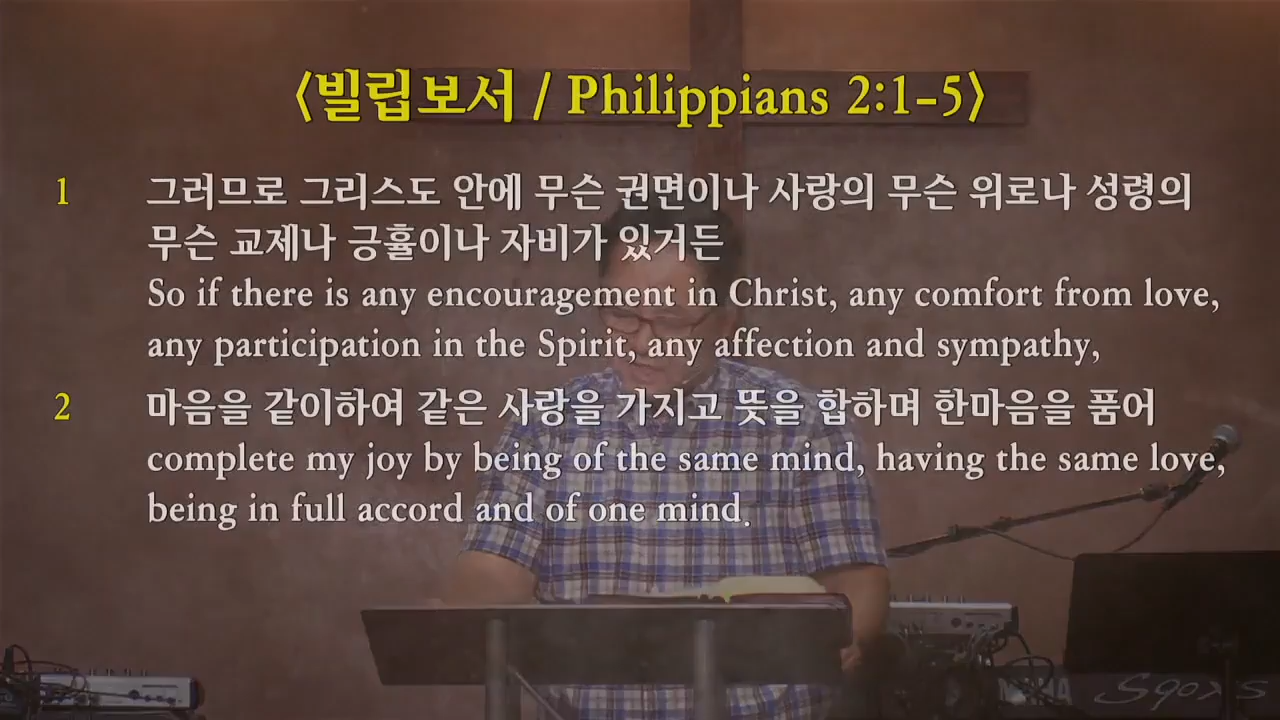 〈빌립보서 / Philippians 2:1-5〉
1 그러므로 그리스도 안에 무슨 권면이나 사랑의 무슨 위로나 성령의
무슨 교제나 긍휼이나 자비가 있거든
So if there is any encouragement in Christ, any comfort from love,
any participation in the Spirit, any affection and sympathy,
2 마음을 같이하여 같은 사랑을 가지고 뜻을 합하며 한마음을 품어
complete my joy by being of the same mind, having the same love,
being in full accord and of one mind.